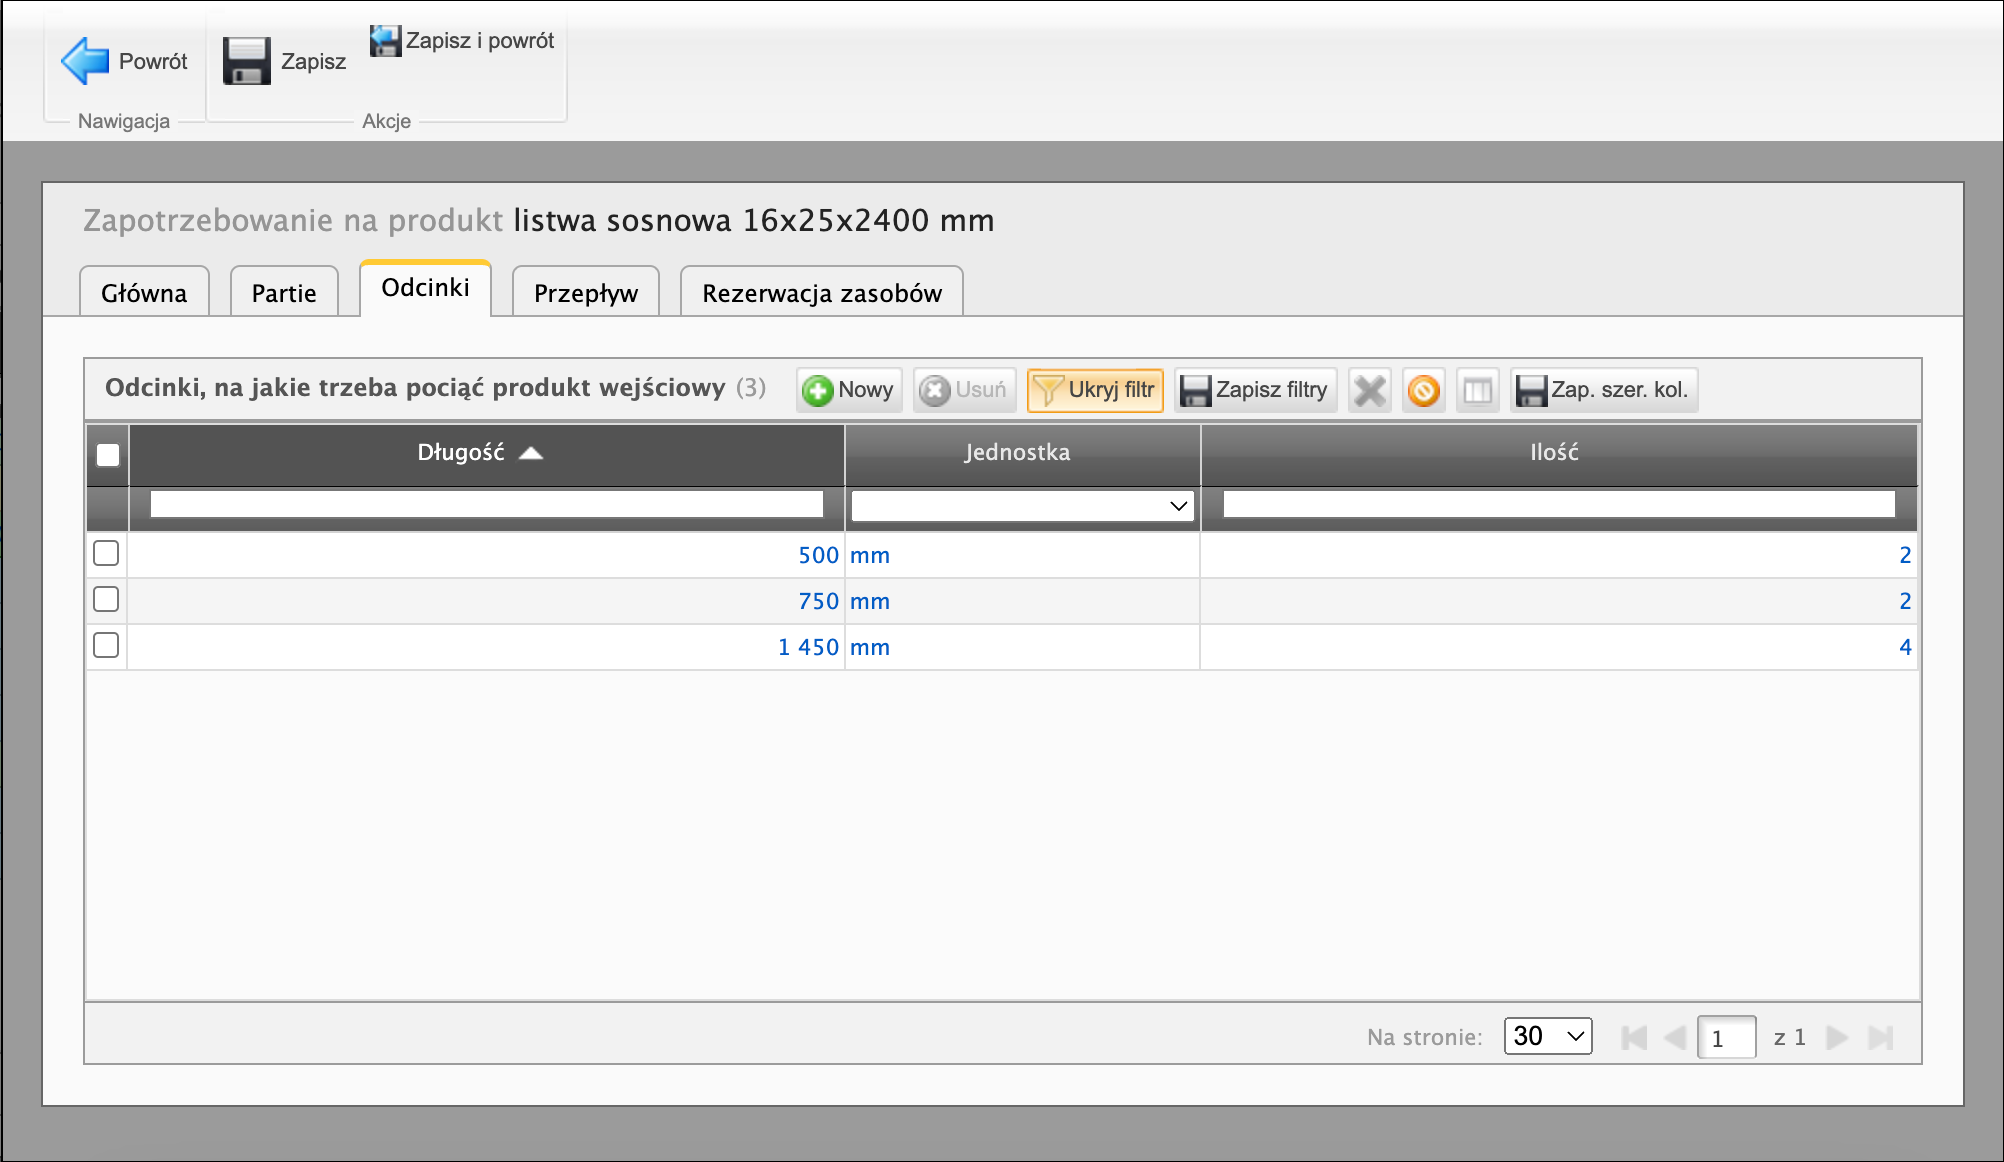 Powrót
Zapisz
Zapisz i powrót
Nawigacja
Akcje
Zapotrzebowanie na produkt listwa sosnowa 16x25x2400 mm
Główna Partie Odcinki Przepływ Rezerwacja zasobów
Odcinki, na jakie trzeba pociąć produkt wejściowy (3) Nowy Usuń Ukryj filtr Zapisz filtry Zap. szer. kol.
Długość Jednostka Ilość
500 mm 2
750 mm 2
1 450 mm 4
Na stronie: 30 1 z 1